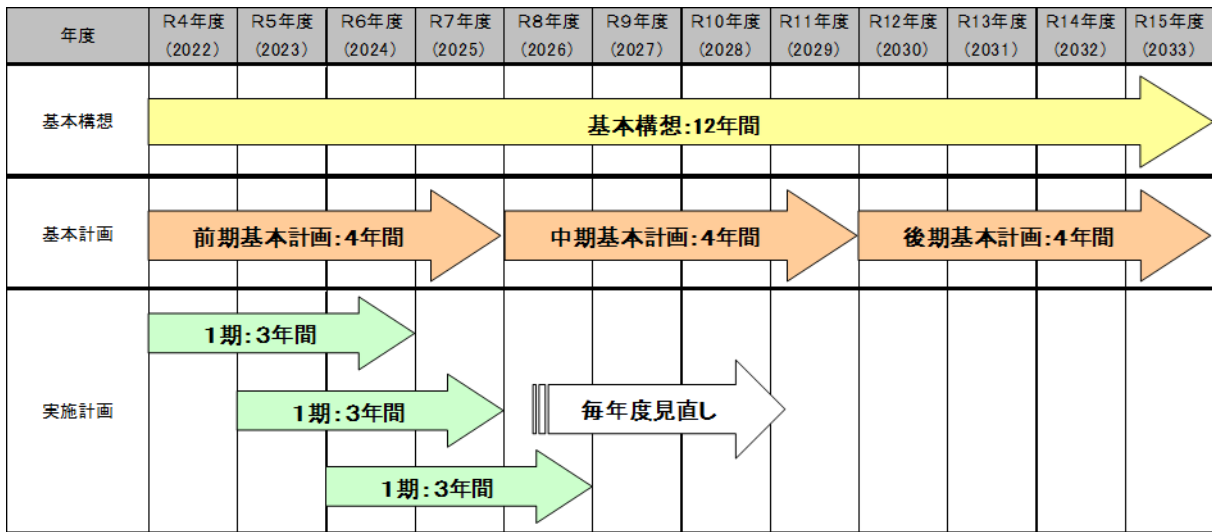 年度
R4年度
(2022)
R5年度
(2023)
R6年度
(2024)
R7年度
(2025)
R8年度
(2026)
R9年度
(2027)
R10年度
(2028)
R11年度
(2029)
R12年度
(2030)
R13年度
(2031)
R14年度
(2032)
R15年度
(2033)
基本構想
基本構想:12年間
基本計画
前期基本計画:4年間
中期基本計画:4年間
後期基本計画:4年間
実施計画
1期:3年間
1期:3年間
毎年度見直し
1期:3年間